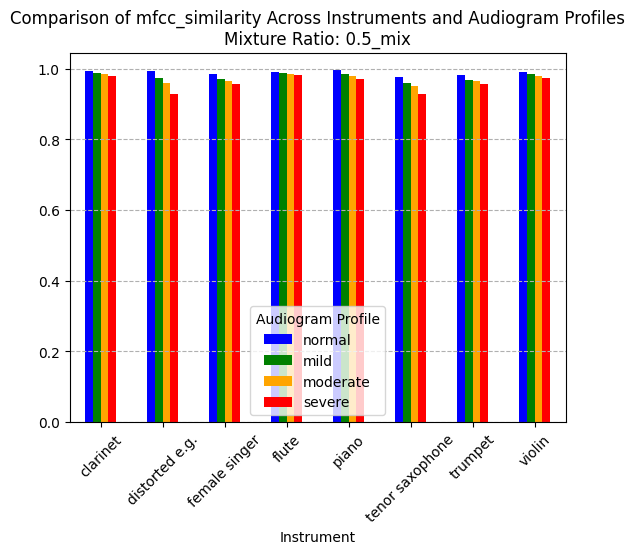 Comparison of mfcc_similarity Across Instruments and Audiogram Profiles
Mixture Ratio: 0.5_mix
1.0
0.8
0.6
0.4
0.2
0.0
Audiogram Profile
normal
mild
moderate
severe
clarinet
distorted e.g.
female singer
flute
piano
tenor saxophone
trumpet
violin
Instrument